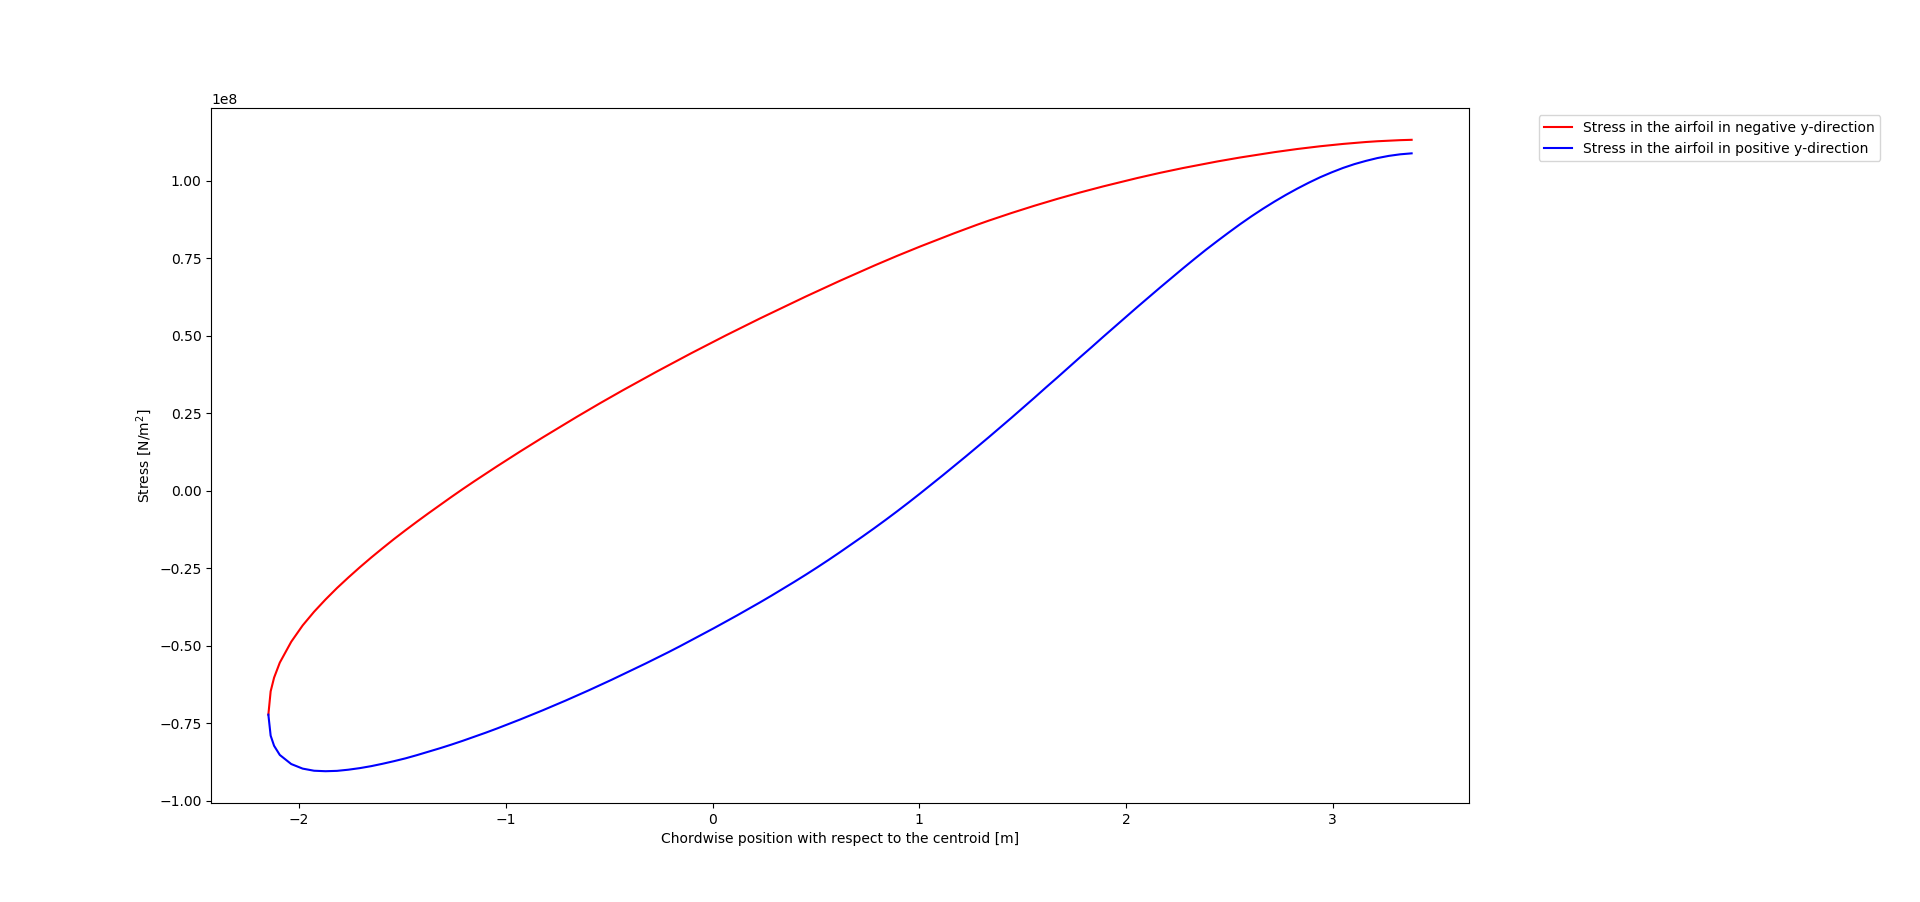 1e8
Stress in the airfoil in negative y-direction
Stress in the airfoil in positive y-direction
1.00
0.75
0.50
0.25
0.00
−0.25
−0.50
−0.75
−1.00
Stress [N/m²]
−2 −1 0 1 2 3
Chordwise position with respect to the centroid [m]